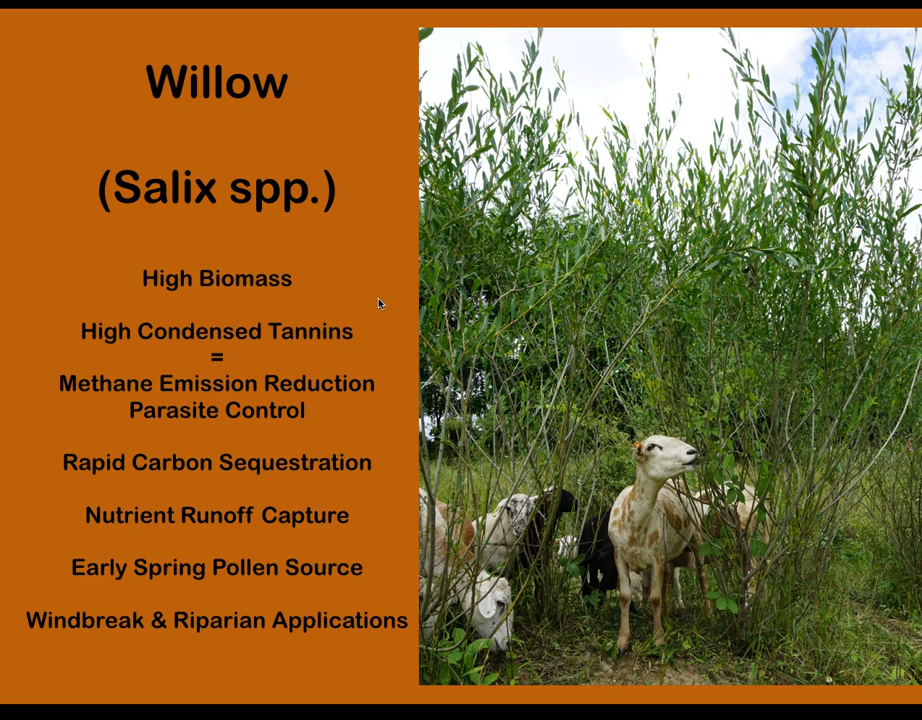 Willow
(Salix spp.)
High Biomass
High Condensed Tannins
=
Methane Emission Reduction
Parasite Control
Rapid Carbon Sequestration
Nutrient Runoff Capture
Early Spring Pollen Source
Windbreak & Riparian Applications